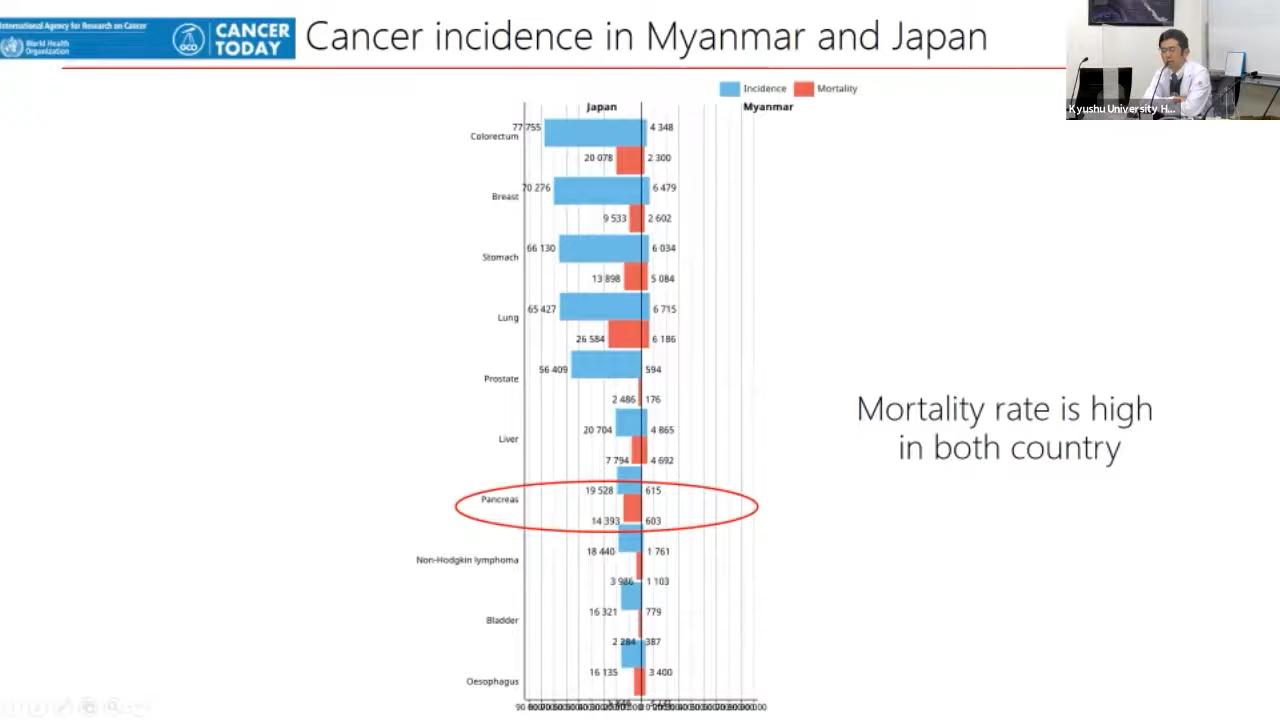 International Agency for Research on Cancer
World Health
Organization
GCO
CANCER
TODAY
Cancer incidence in Myanmar and Japan
Kyushu University H...
Incidence
Mortality
Japan
Myanmar
Colorectum
77 755
4 348
20 078
2 300
Breast
70 276
6 479
9 533
2 602
Stomach
66 130
6 034
13 898
5 084
Lung
65 427
6 715
26 584
6 186
Prostate
56 409
594
2 486
176
Liver
20 704
4 865
7 794
4 692
Pancreas
19 528
615
14 393
603
Non-Hodgkin lymphoma
18 440
1 761
3 986
1 103
Bladder
16 321
779
2 284
387
Oesophagus
16 135
3 400
Mortality rate is high
in both country